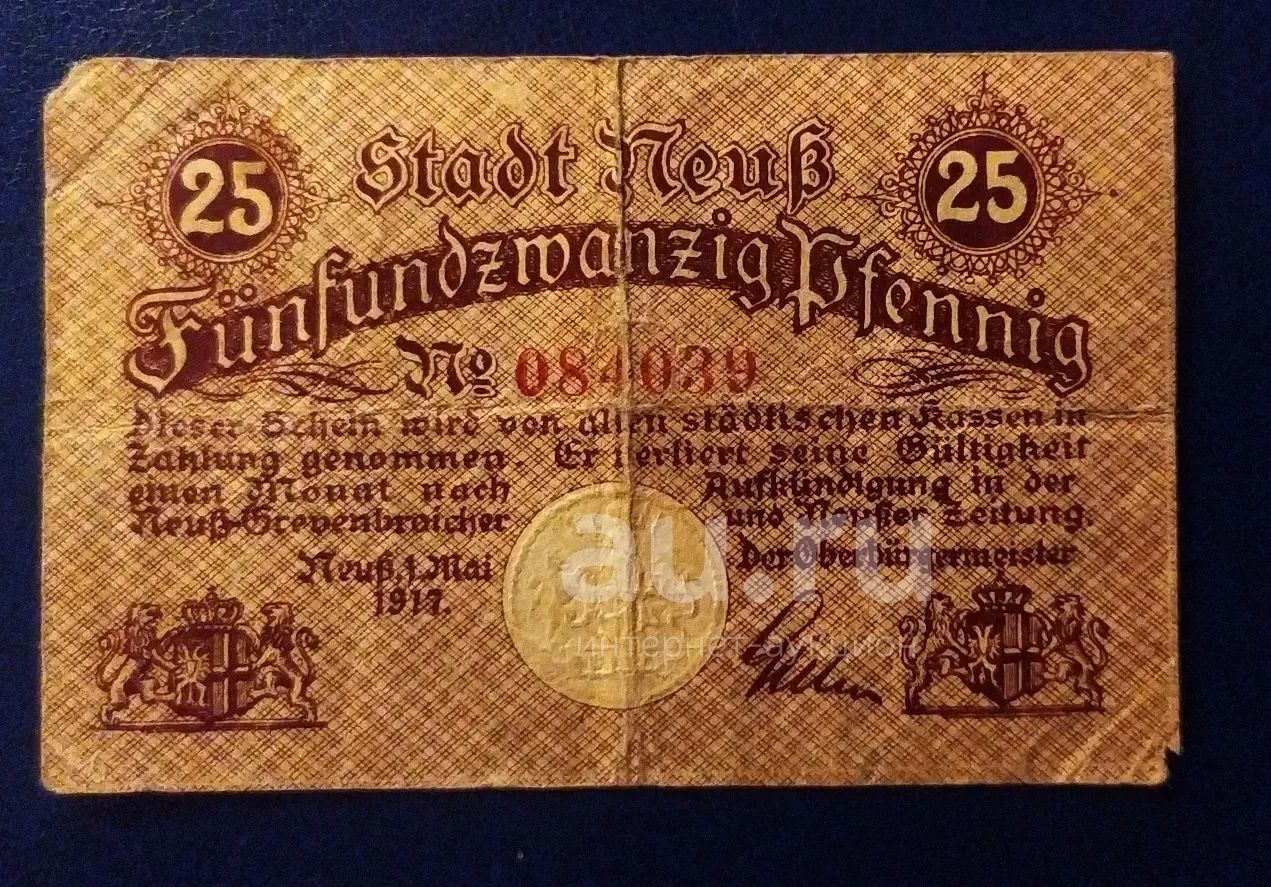 25
Stadt Neuß
25
Fünfundzwanzig Pfennig
No 084039
Dieser Schein wird von allen städtischen Kassen in
Zahlung genommen. Er verliert seine Gültigkeit
einen Monat nach Aufkündigung in der
Neuß-Grevenbroicher und Neußer Zeitung.
Neuß, 1. Mai
1917.
Der Oberbürgermeister
au.ru
интернет-аукцион